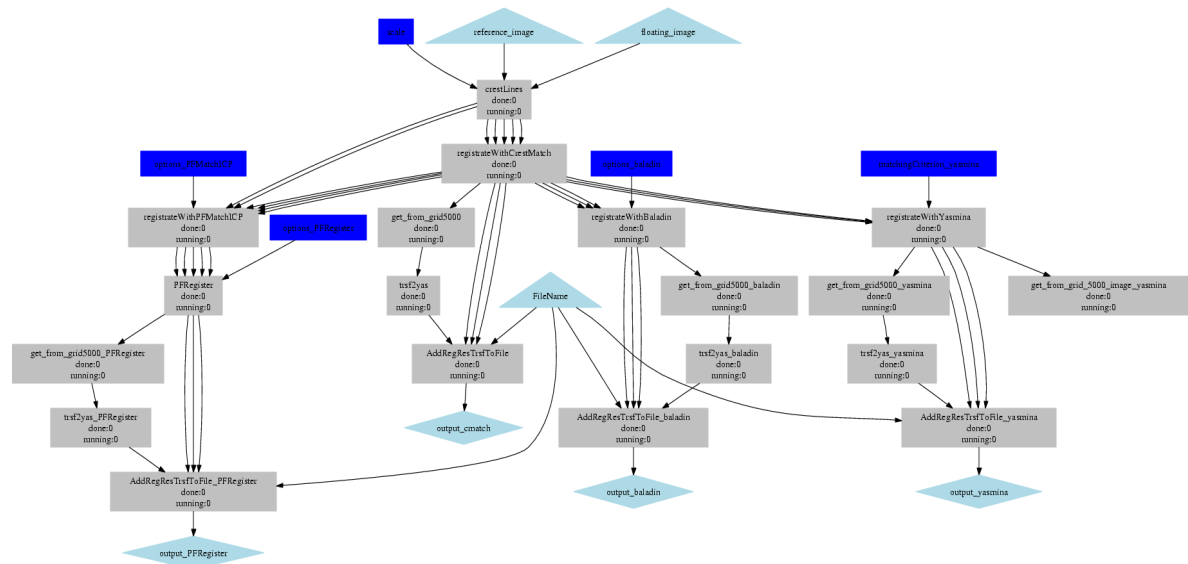 reference_image
floating_image
crestLines
done:0
running:0
registrateWithCrestMatch
done:0
running:0
options_PFMatchICP
options_baladin
matchingCriterion_yasmina
registrateWithPFMatchICP
done:0
running:0
options_PFRegister
get_from_grid5000
done:0
running:0
registrateWithBaladin
done:0
running:0
registrateWithYasmina
done:0
running:0
PFRegister
done:0
running:0
trsf2yas
done:0
running:0
FileName
get_from_grid5000_baladin
done:0
running:0
get_from_grid5000_yasmina
done:0
running:0
get_from_grid_5000_image_yasmina
done:0
running:0
get_from_grid5000_PFRegister
done:0
running:0
AddRegResTrsfToFile
done:0
running:0
trsf2yas_baladin
done:0
running:0
trsf2yas_yasmina
done:0
running:0
trsf2yas_PFRegister
done:0
running:0
output_cmatch
AddRegResTrsfToFile_baladin
done:0
running:0
AddRegResTrsfToFile_yasmina
done:0
running:0
AddRegResTrsfToFile_PFRegister
done:0
running:0
output_baladin
output_yasmina
output_PFRegister